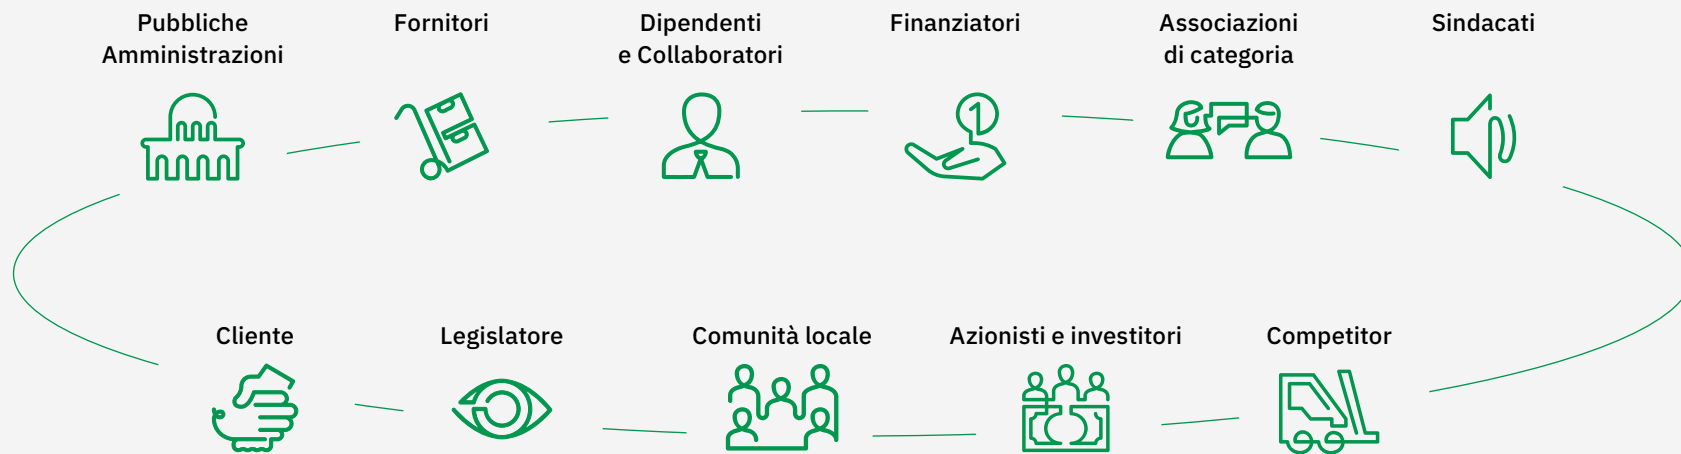 Pubbliche
Amministrazioni
Fornitori
Dipendenti
e Collaboratori
Finanziatori
Associazioni
di categoria
Sindacati
Cliente
Legislatore
Comunità locale
Azionisti e investitori
Competitor